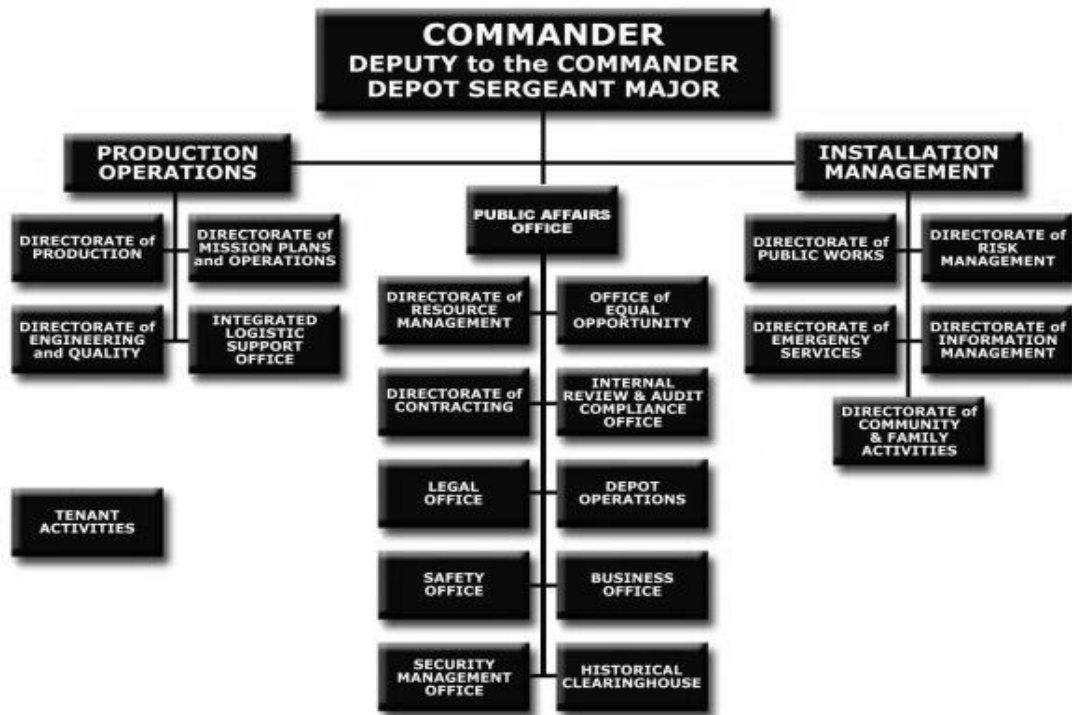 COMMANDER
DEPUTY to the COMMANDER
DEPOT SERGEANT MAJOR
PRODUCTION
OPERATIONS
INSTALLATION
MANAGEMENT
PUBLIC AFFAIRS
OFFICE
DIRECTORATE of
PRODUCTION
DIRECTORATE of
MISSION PLANS
and OPERATIONS
DIRECTORATE of
ENGINEERING
and QUALITY
INTEGRATED
LOGISTIC
SUPPORT
OFFICE
DIRECTORATE of
RESOURCE
MANAGEMENT
OFFICE of
EQUAL
OPPORTUNITY
DIRECTORATE of
CONTRACTING
INTERNAL
REVIEW & AUDIT
COMPLIANCE
OFFICE
LEGAL
OFFICE
DEPOT
OPERATIONS
SAFETY
OFFICE
BUSINESS
OFFICE
SECURITY
MANAGEMENT
OFFICE
HISTORICAL
CLEARINGHOUSE
DIRECTORATE of
PUBLIC WORKS
DIRECTORATE of
RISK
MANAGEMENT
DIRECTORATE of
EMERGENCY
SERVICES
DIRECTORATE of
INFORMATION
MANAGEMENT
DIRECTORATE of
COMMUNITY
& FAMILY
ACTIVITIES
TENANT
ACTIVITIES